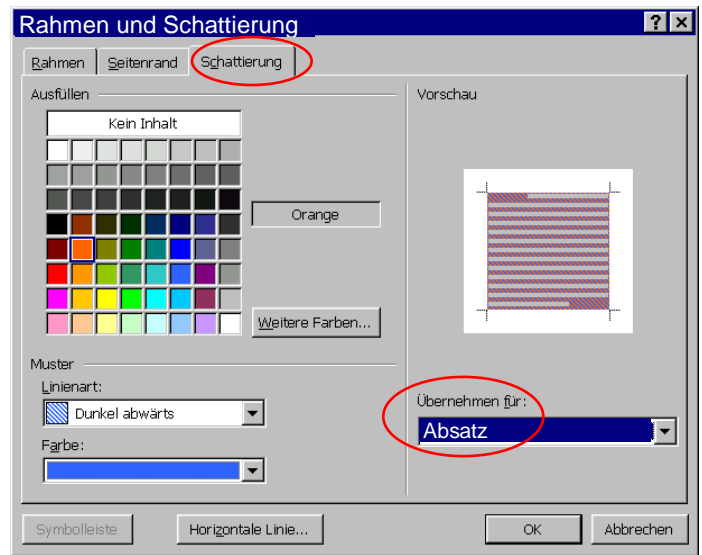 Rahmen und Schattierung
Rahmen Seitenrand Schattierung
Ausfüllen
Kein Inhalt
Orange
Weitere Farben...
Muster
Linienart:
Dunkel abwärts
Farbe:
Vorschau
Übernehmen für:
Absatz
Symbolleiste Horizontale Linie... OK Abbrechen